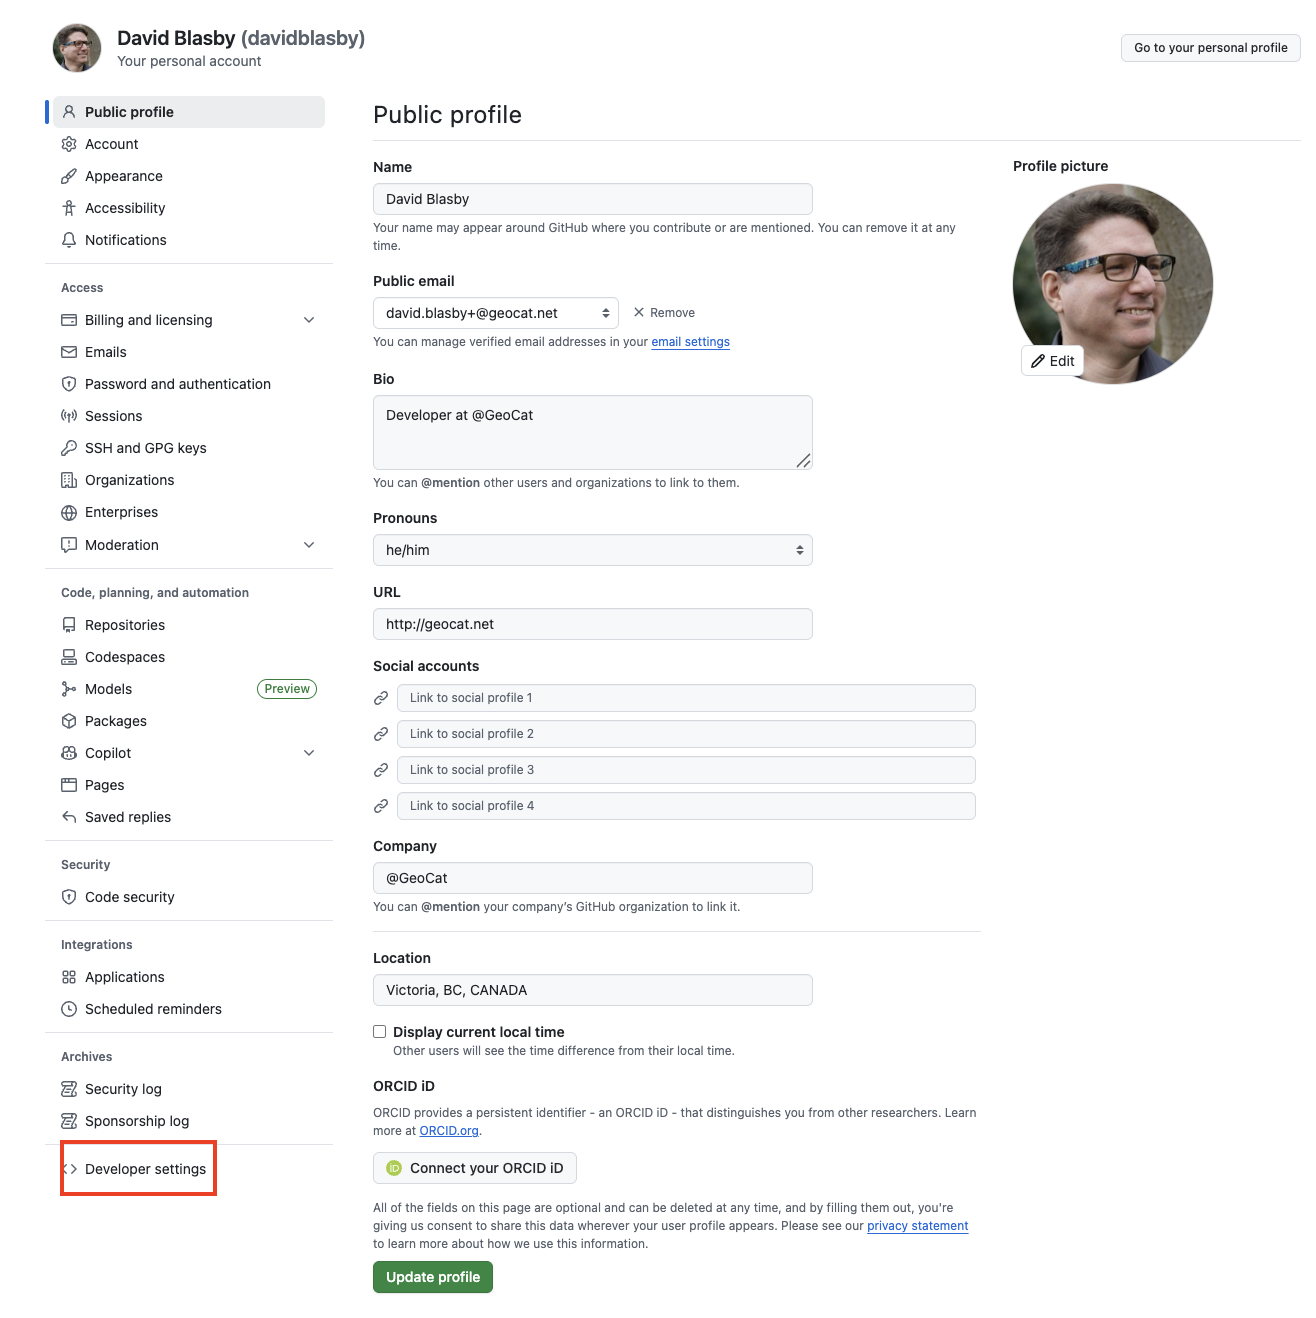 David Blasby (davidblasby)
Your personal account
Go to your personal profile
Public profile
Account
Appearance
Accessibility
Notifications
Access
Billing and licensing
Emails
Password and authentication
Sessions
SSH and GPG keys
Organizations
Enterprises
Moderation
Code, planning, and automation
Repositories
Codespaces
Models
Preview
Packages
Copilot
Pages
Saved replies
Security
Code security
Integrations
Applications
Scheduled reminders
Archives
Security log
Sponsorship log
Developer settings
Public profile
Name
David Blasby
Your name may appear around GitHub where you contribute or are mentioned. You can remove it at any
time.
Public email
david.blasby+@geocat.net
Remove
You can manage verified email addresses in your email settings
Bio
Developer at @GeoCat
You can @mention other users and organizations to link to them.
Pronouns
he/him
URL
http://geocat.net
Social accounts
Link to social profile 1
Link to social profile 2
Link to social profile 3
Link to social profile 4
Company
@GeoCat
You can @mention your company's GitHub organization to link it.
Location
Victoria, BC, CANADA
Display current local time
Other users will see the time difference from their local time.
ORCID iD
ORCID provides a persistent identifier - an ORCID iD - that distinguishes you from other researchers. Learn
more at ORCID.org.
iD Connect your ORCID iD
All of the fields on this page are optional and can be deleted at any time, and by filling them out, you're
giving us consent to share this data wherever your user profile appears. Please see our privacy statement
to learn more about how we use this information.
Update profile
Profile picture
Edit